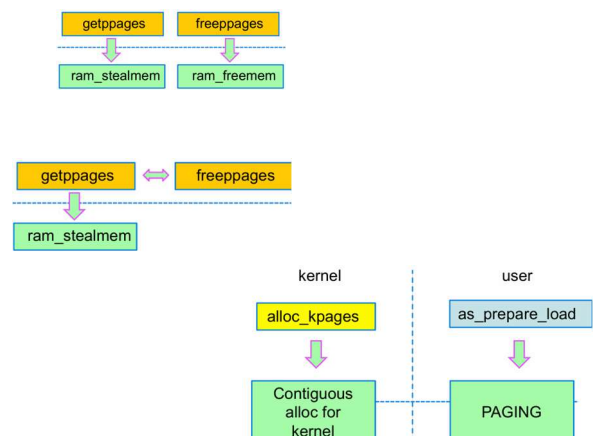 getppages freeppages
ram_stealmem ram_freemem
getppages freeppages
ram_stealmem
kernel user
alloc_kpages as_prepare_load
Contiguous
alloc for
kernel
PAGING